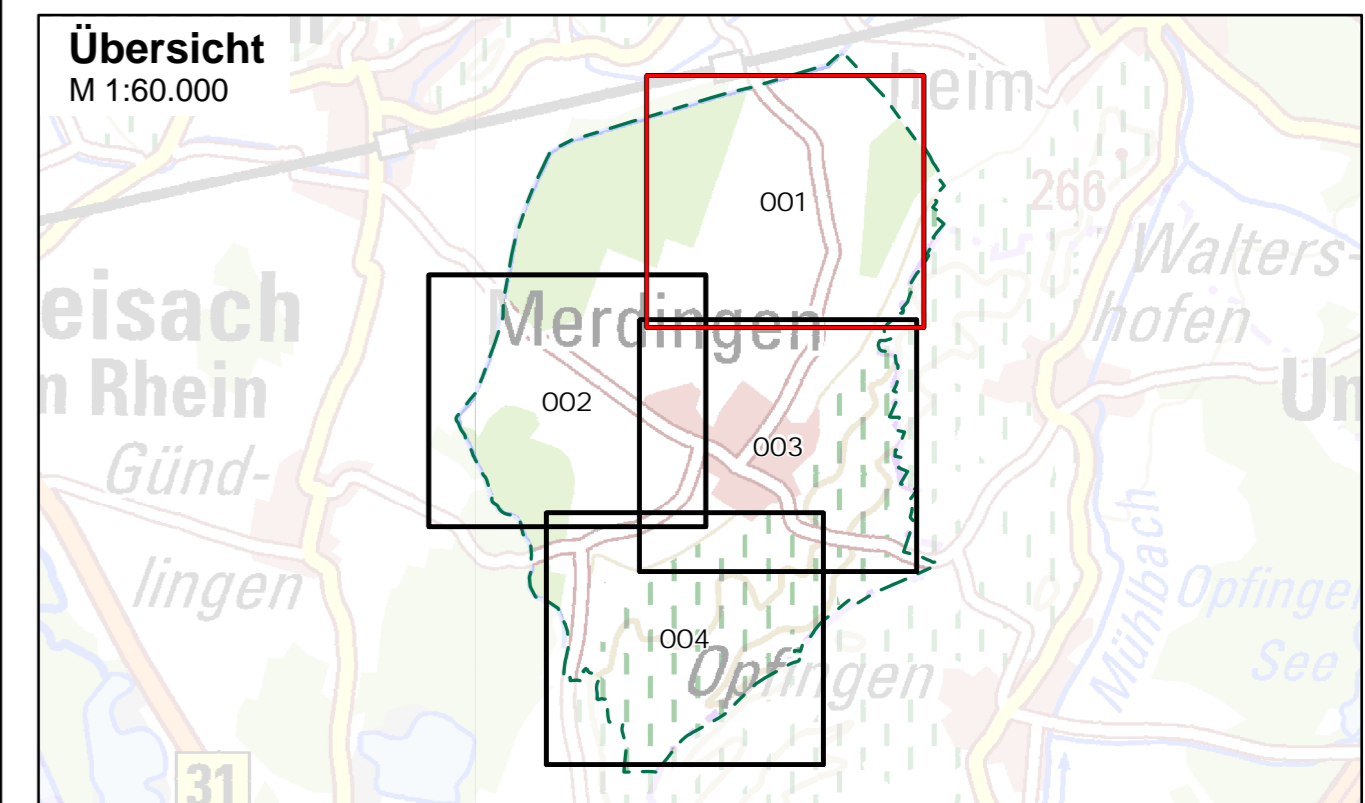 Übersicht
M 1:60.000
heim
001
266
Walters-
hofen
eisach
m Rhein
Merdingen
002
003
Günd-
lingen
Mühlbach
Opfinger
See
004
Opfingen
31